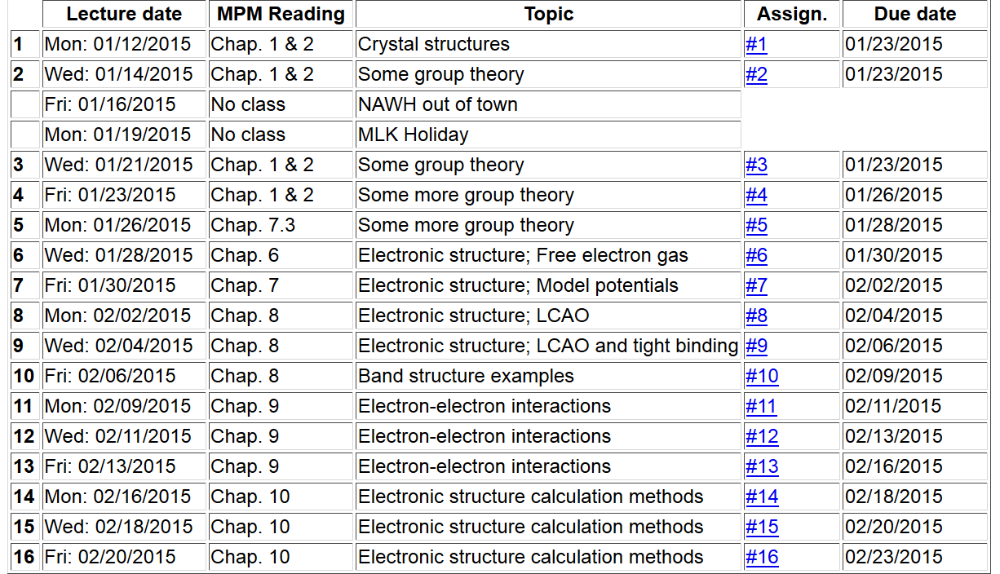 Lecture date MPM Reading Topic Assign. Due date
1 Mon: 01/12/2015 Chap. 1 & 2 Crystal structures #1 01/23/2015
2 Wed: 01/14/2015 Chap. 1 & 2 Some group theory #2 01/23/2015
Fri: 01/16/2015 No class NAWH out of town
Mon: 01/19/2015 No class MLK Holiday
3 Wed: 01/21/2015 Chap. 1 & 2 Some group theory #3 01/23/2015
4 Fri: 01/23/2015 Chap. 1 & 2 Some more group theory #4 01/26/2015
5 Mon: 01/26/2015 Chap. 7.3 Some more group theory #5 01/28/2015
6 Wed: 01/28/2015 Chap. 6 Electronic structure; Free electron gas #6 01/30/2015
7 Fri: 01/30/2015 Chap. 7 Electronic structure; Model potentials #7 02/02/2015
8 Mon: 02/02/2015 Chap. 8 Electronic structure; LCAO #8 02/04/2015
9 Wed: 02/04/2015 Chap. 8 Electronic structure; LCAO and tight binding #9 02/06/2015
10 Fri: 02/06/2015 Chap. 8 Band structure examples #10 02/09/2015
11 Mon: 02/09/2015 Chap. 9 Electron-electron interactions #11 02/11/2015
12 Wed: 02/11/2015 Chap. 9 Electron-electron interactions #12 02/13/2015
13 Fri: 02/13/2015 Chap. 9 Electron-electron interactions #13 02/16/2015
14 Mon: 02/16/2015 Chap. 10 Electronic structure calculation methods #14 02/18/2015
15 Wed: 02/18/2015 Chap. 10 Electronic structure calculation methods #15 02/20/2015
16 Fri: 02/20/2015 Chap. 10 Electronic structure calculation methods #16 02/23/2015